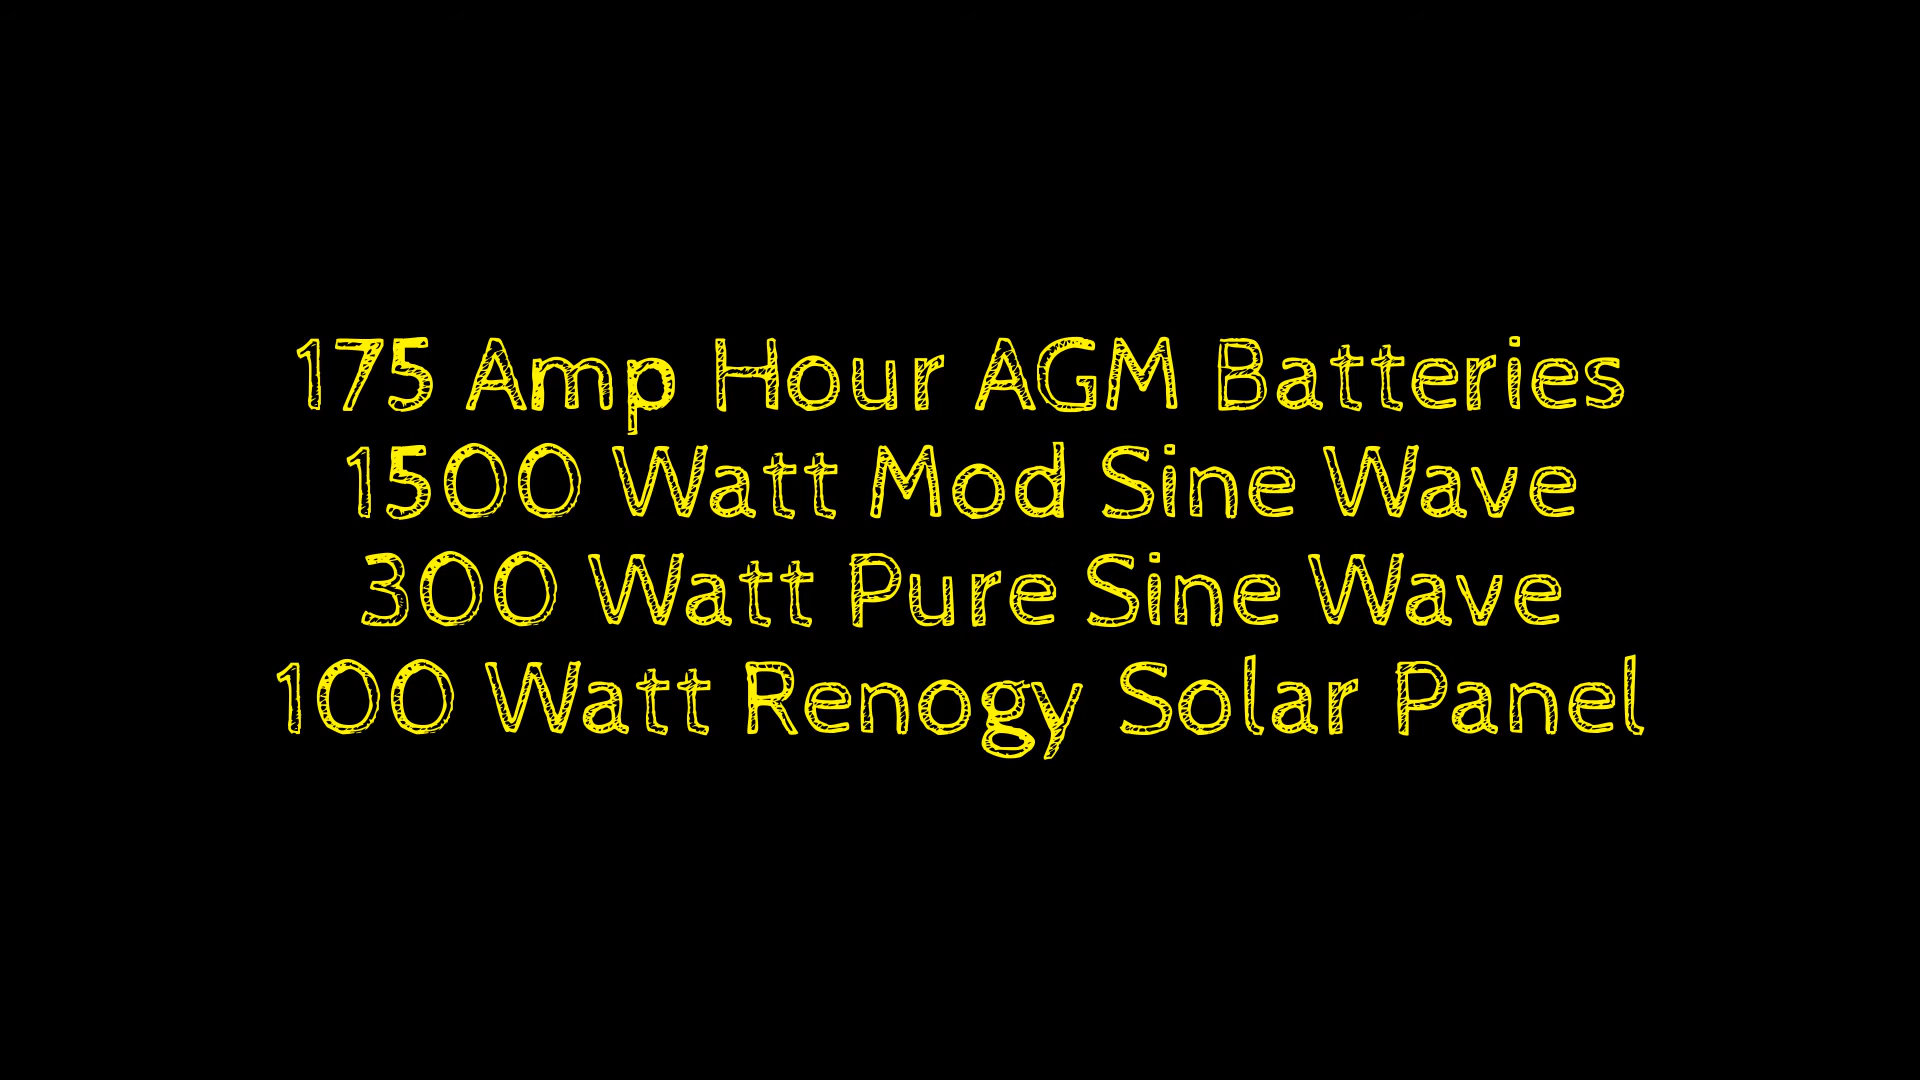 175 Amp Hour AGM Batteries
1500 Watt Mod Sine Wave
300 Watt Pure Sine Wave
100 Watt Renogy Solar Panel